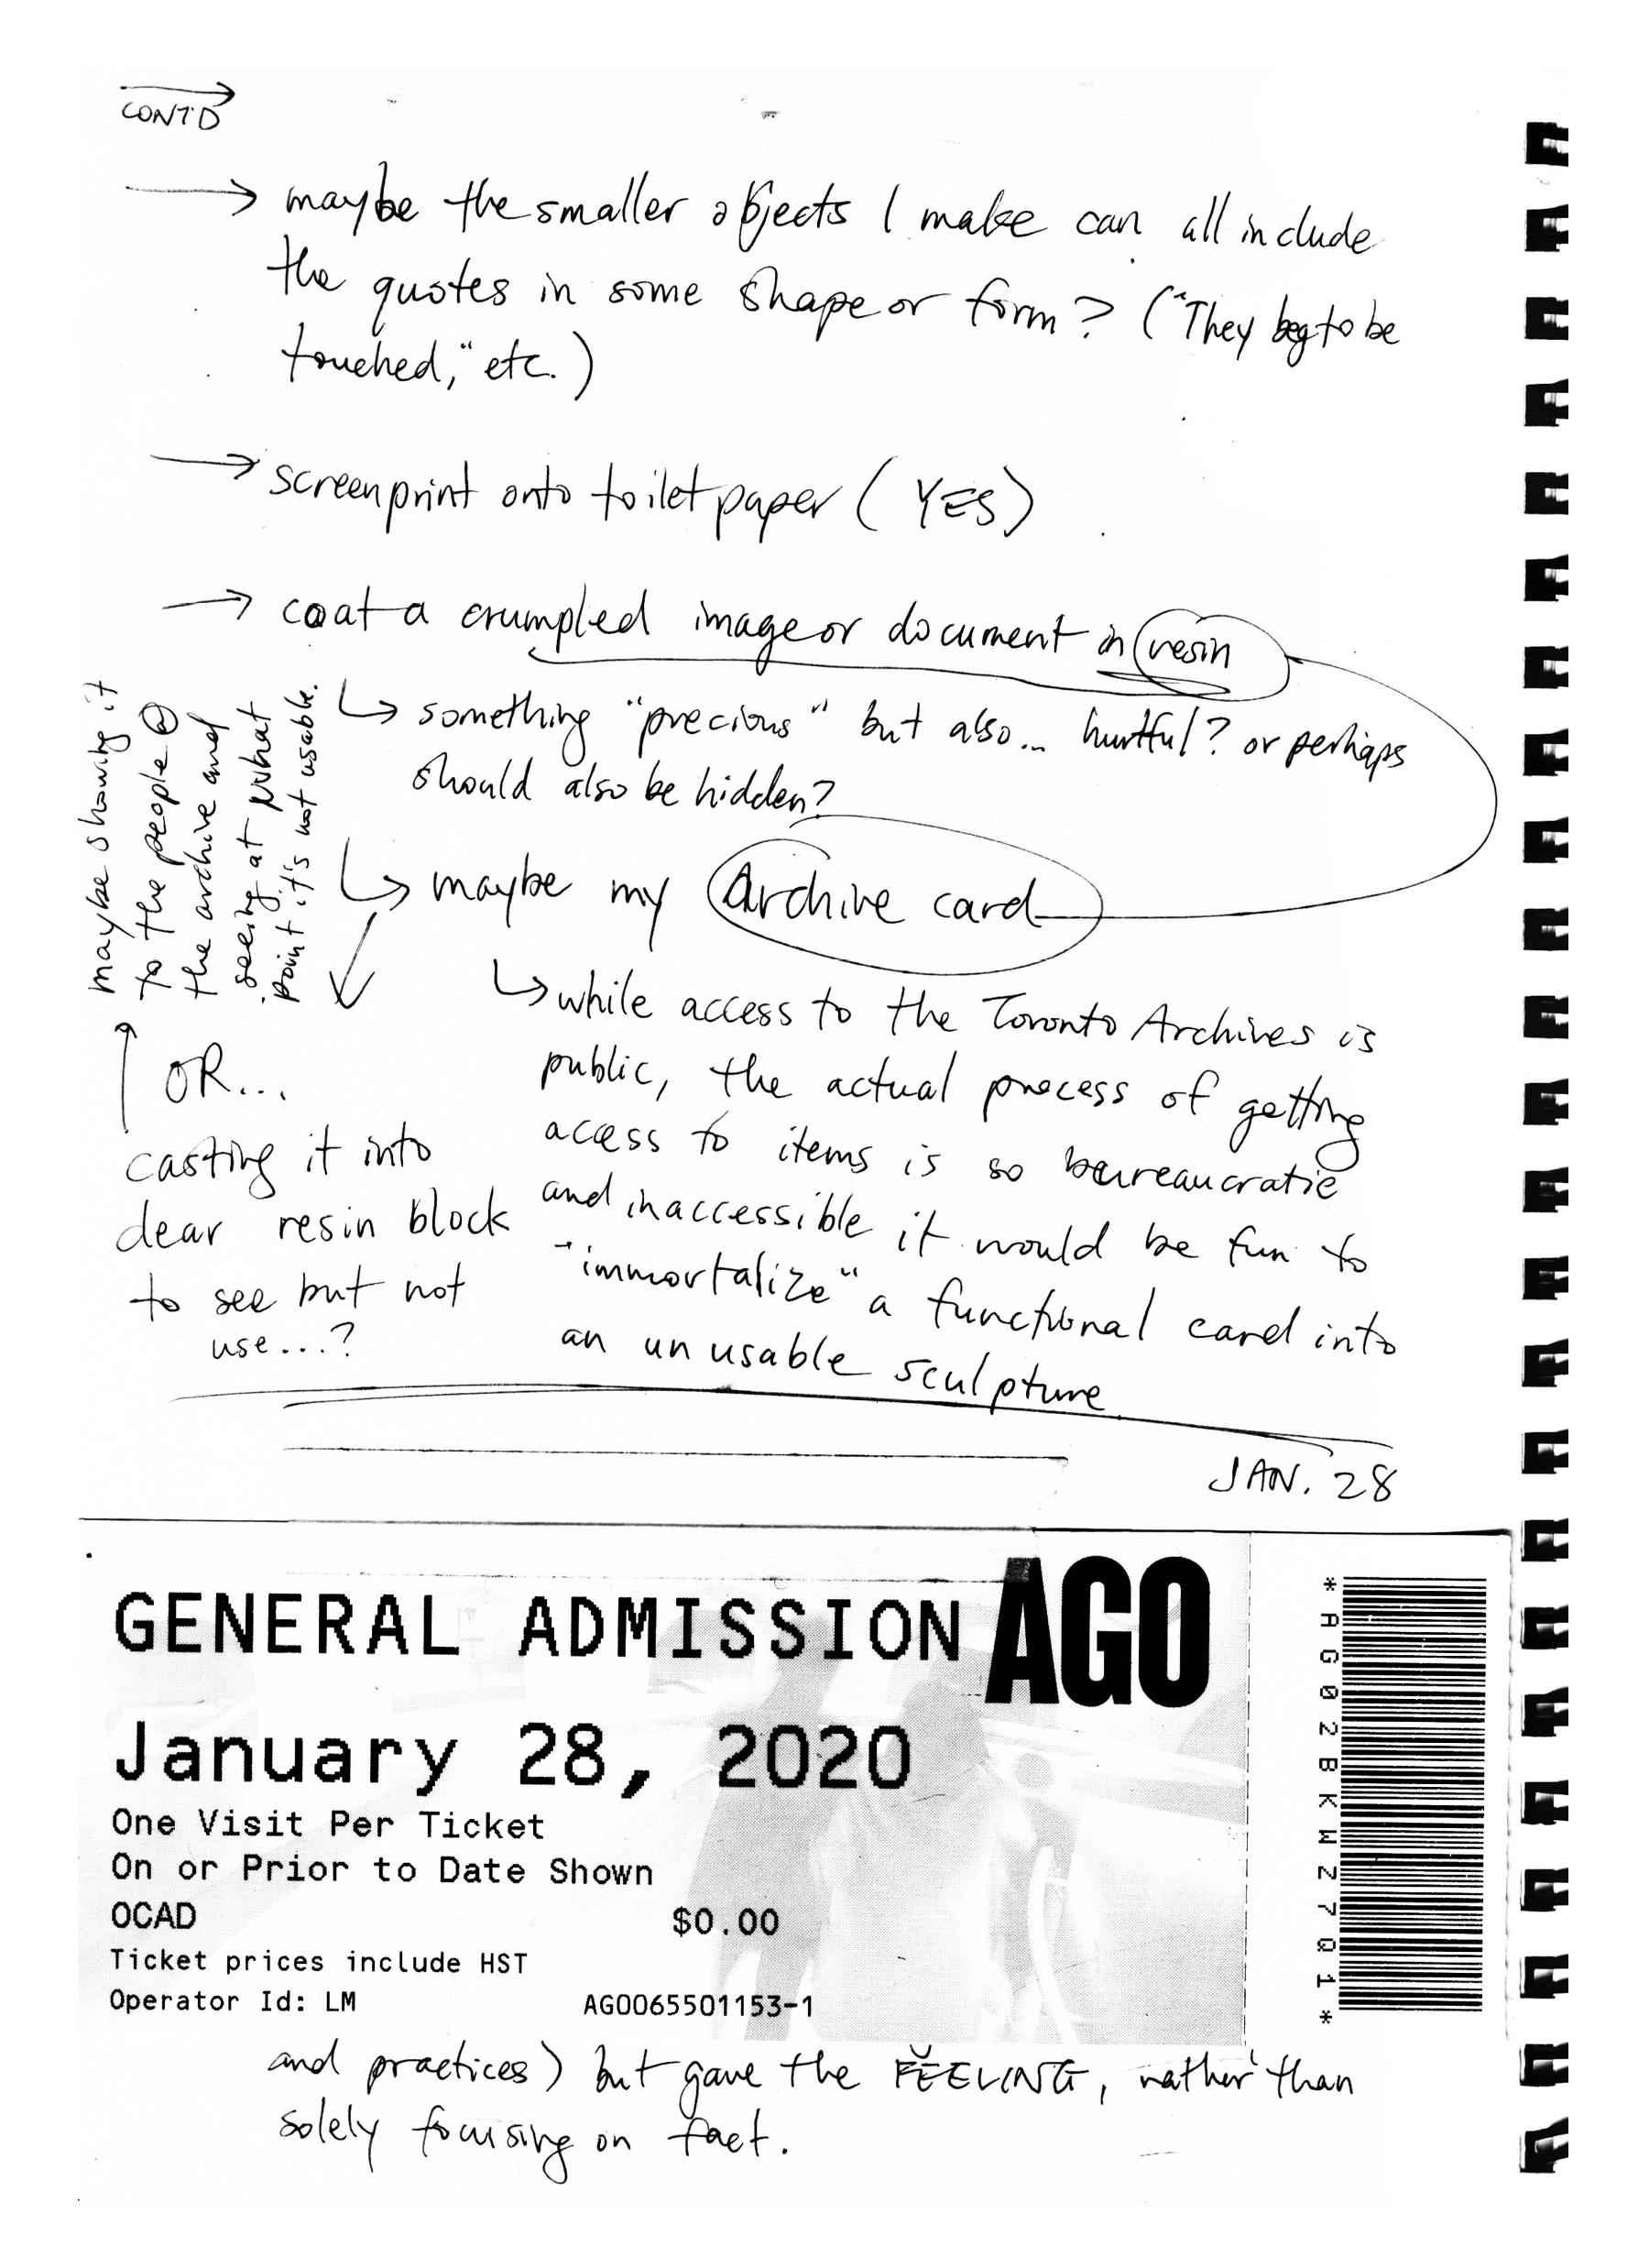 CONT'D
→ maybe the smaller objects I make can all include
the quotes in some shape or form? ("They beg to be
touched," etc.)
→ screenprint onto toilet paper (YES)
→ coat a crumpled image or document in resin
↳ something "precious" but also... hurtful? or perhaps
should also be hidden?
↳ maybe my Archive card
↳ while access to the Toronto Archives is
public, the actual process of getting
access to items is so beureaucratic
and inaccessible it would be fun to
"immortalize" a functional card into
an unusable sculpture
OR...
casting it into
clear resin block
to see but not
use...?
maybe showing it
to the people @
the archive and
seeing at what
point it's not usable.
JAN. 28
GENERAL ADMISSION AGO
January 28, 2020
One Visit Per Ticket
On or Prior to Date Shown
OCAD $0.00
Ticket prices include HST
Operator Id: LM AGO065501153-1
*AG02BKWZ7Q1*
and practices) but gave the FEELING, rather than
solely focusing on fact.